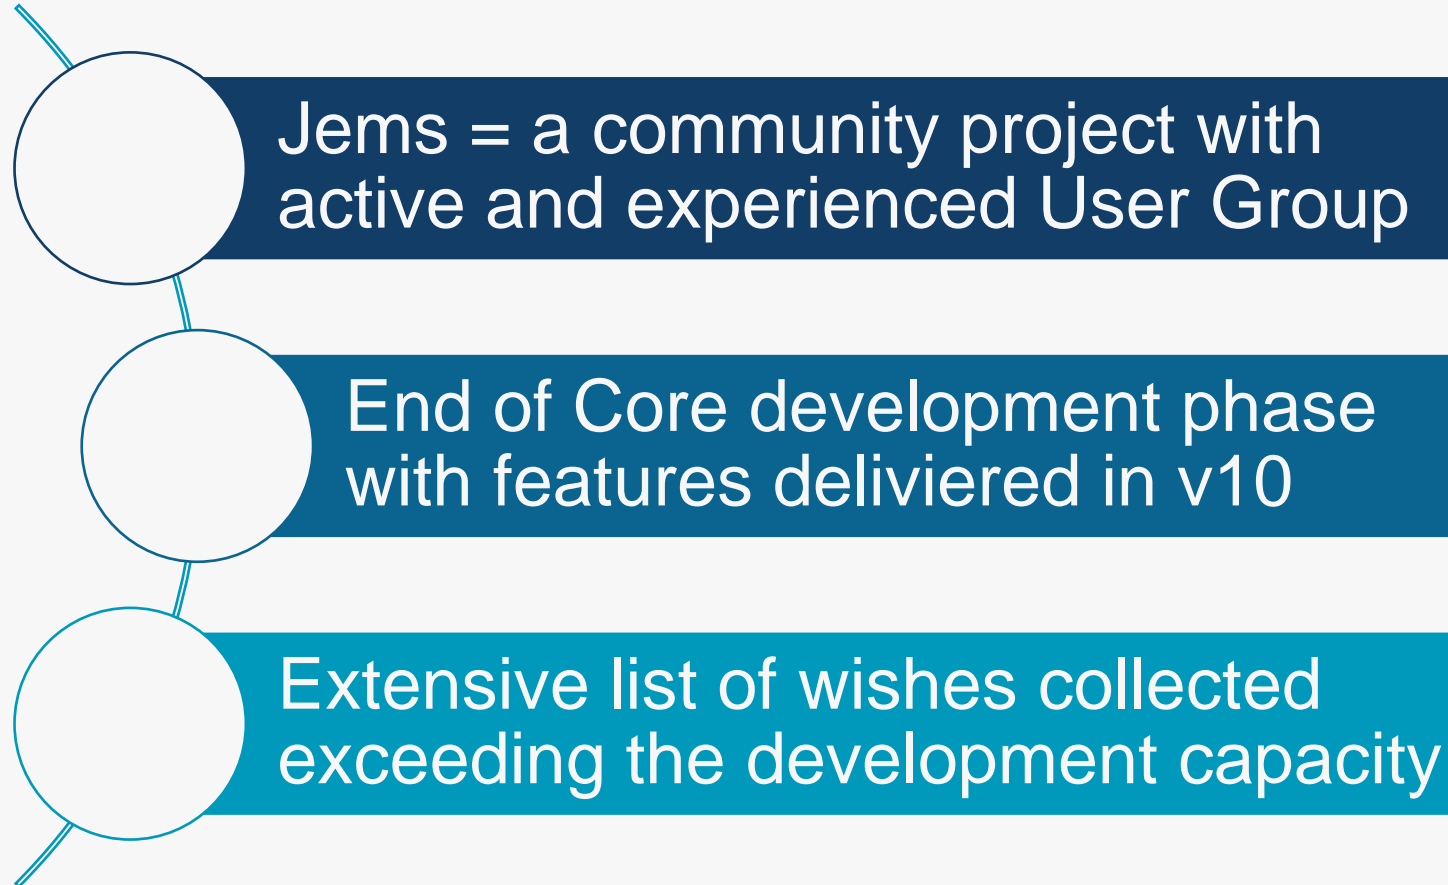 Jems = a community project with
active and experienced User Group
End of Core development phase
with features deliviered in v10
Extensive list of wishes collected
exceeding the development capacity